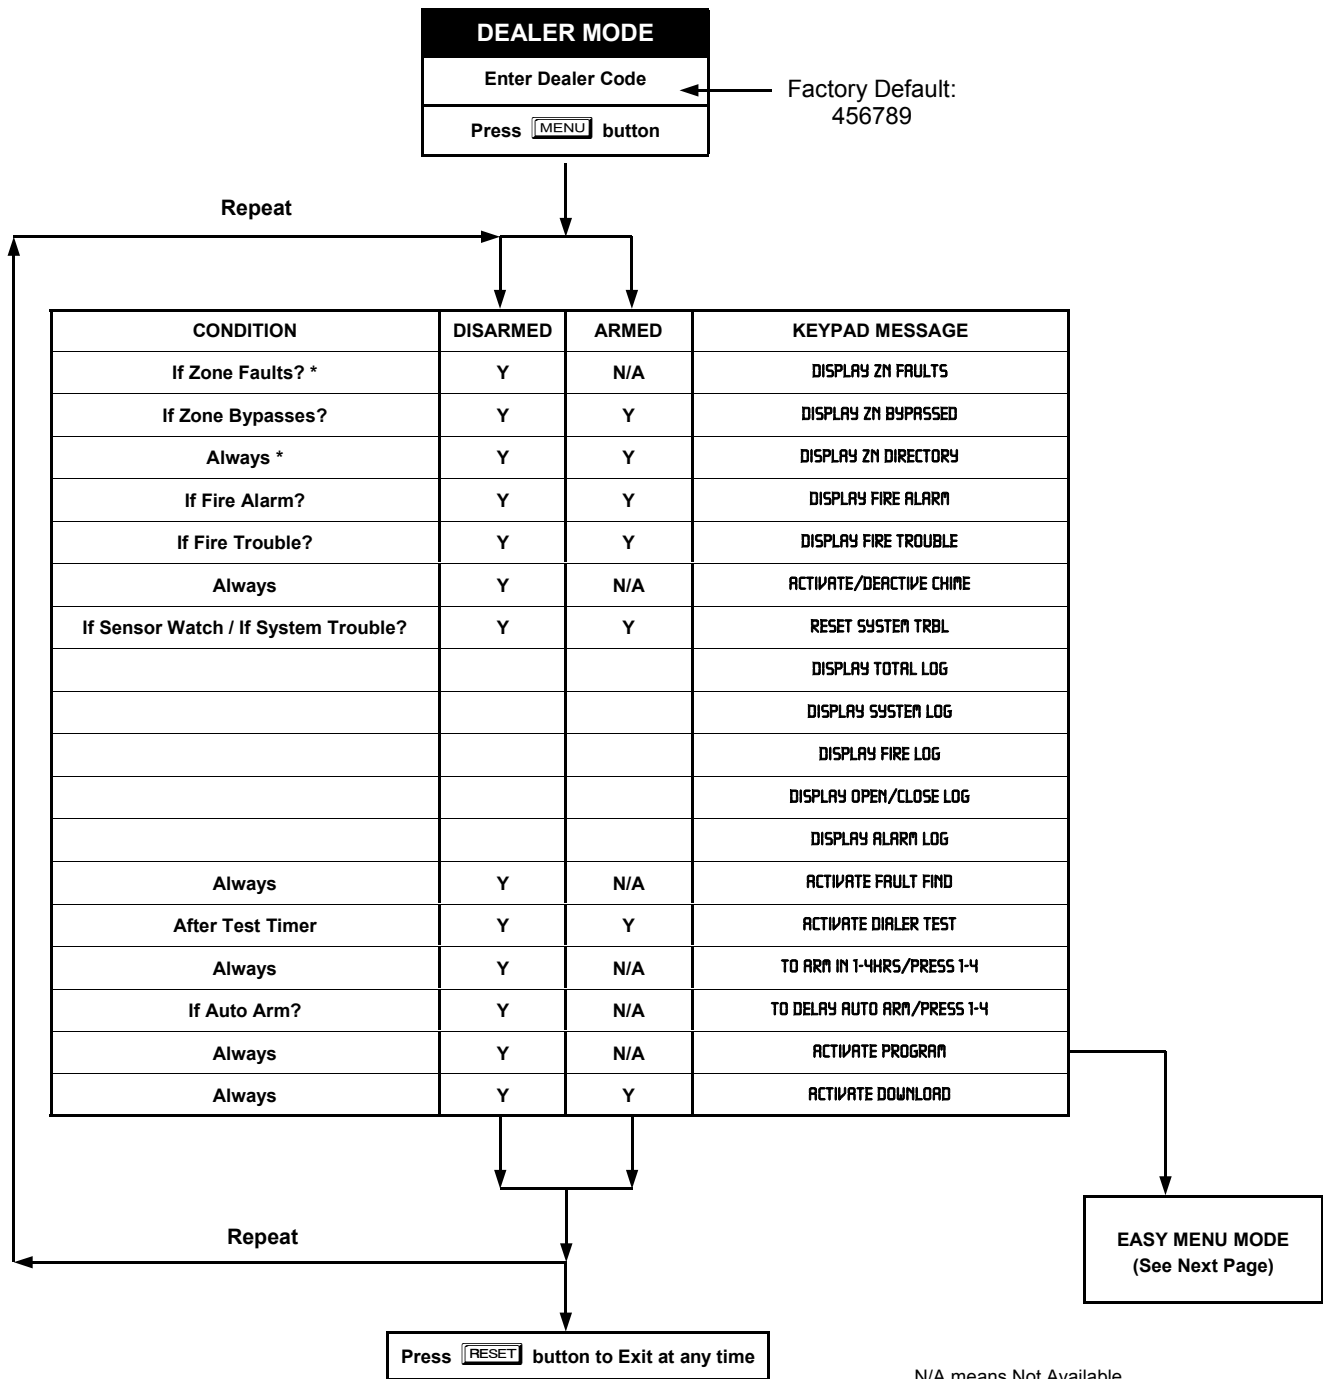 DEALER MODE
Enter Dealer Code
Factory Default:
456789
Press MENU button
Repeat
CONDITION DISARMED ARMED KEYPAD MESSAGE
If Zone Faults? * Y N/A DISPLAY ZN FAULTS
If Zone Bypasses? Y Y DISPLAY ZN BYPASSED
Always * Y Y DISPLAY ZN DIRECTORY
If Fire Alarm? Y Y DISPLAY FIRE ALARM
If Fire Trouble? Y Y DISPLAY FIRE TROUBLE
Always Y N/A ACTIVATE/DEACTIVE CHIME
If Sensor Watch / If System Trouble? Y Y RESET SYSTEM TRBL
DISPLAY TOTAL LOG
DISPLAY SYSTEM LOG
DISPLAY FIRE LOG
DISPLAY OPEN/CLOSE LOG
DISPLAY ALARM LOG
Always Y N/A ACTIVATE FAULT FIND
After Test Timer Y Y ACTIVATE DIALER TEST
Always Y N/A TO ARM IN 1-4HRS/PRESS 1-4
If Auto Arm? Y N/A TO DELAY AUTO ARM/PRESS 1-4
Always Y N/A ACTIVATE PROGRAM
Always Y Y ACTIVATE DOWNLOAD
Repeat
EASY MENU MODE
(See Next Page)
Press RESET button to Exit at any time
N/A means Not Available